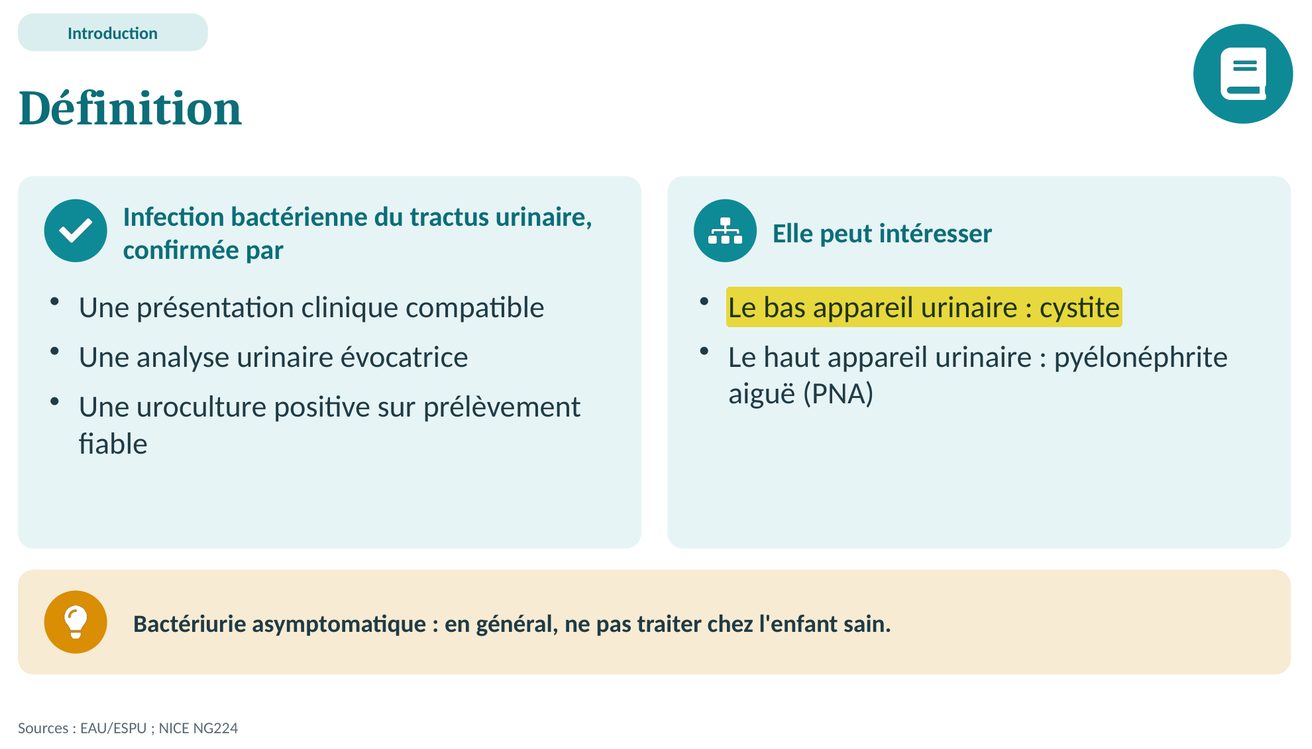 Introduction
Définition
Infection bactérienne du tractus urinaire,
confirmée par
• Une présentation clinique compatible
• Une analyse urinaire évocatrice
• Une uroculture positive sur prélèvement
fiable
Elle peut intéresser
• Le bas appareil urinaire : cystite
• Le haut appareil urinaire : pyélonéphrite
aiguë (PNA)
Bactériurie asymptomatique : en général, ne pas traiter chez l'enfant sain.
Sources : EAU/ESPU ; NICE NG224